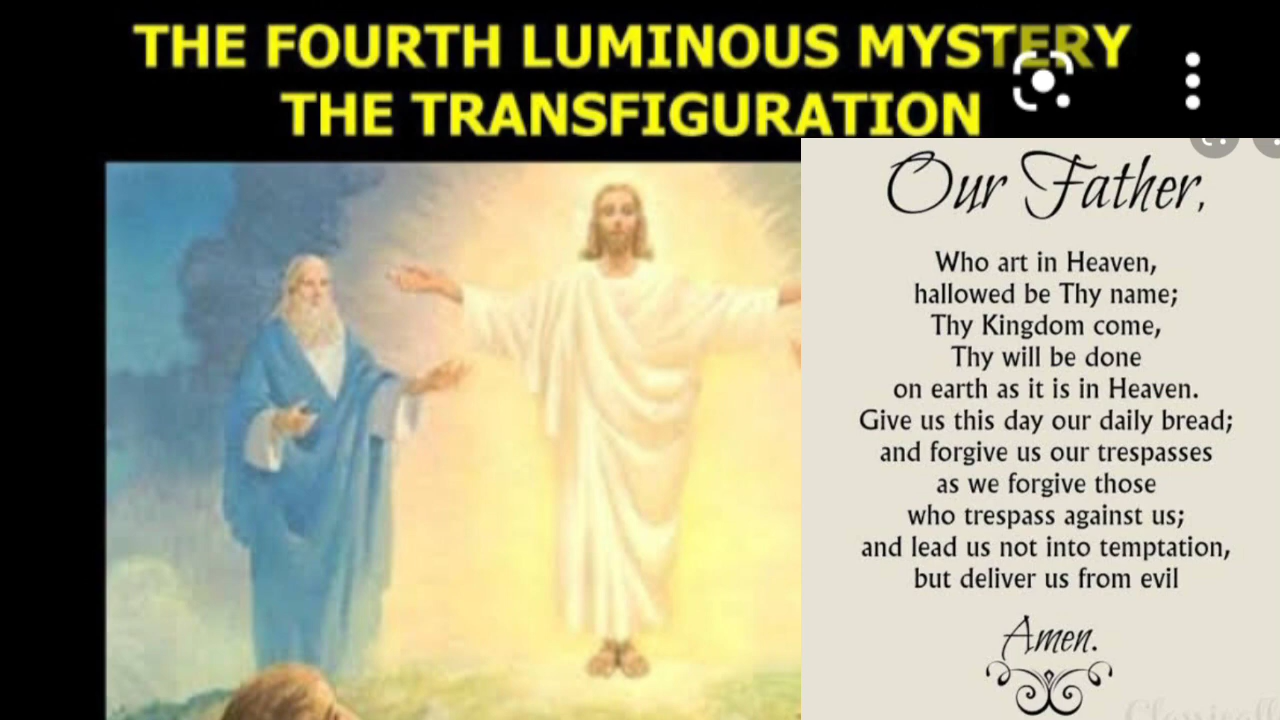 THE FOURTH LUMINOUS MYSTERY
THE TRANSFIGURATION
Our Father,
Who art in Heaven,
hallowed be Thy name;
Thy Kingdom come,
Thy will be done
on earth as it is in Heaven.
Give us this day our daily bread;
and forgive us our trespasses
as we forgive those
who trespass against us;
and lead us not into temptation,
but deliver us from evil
Amen.